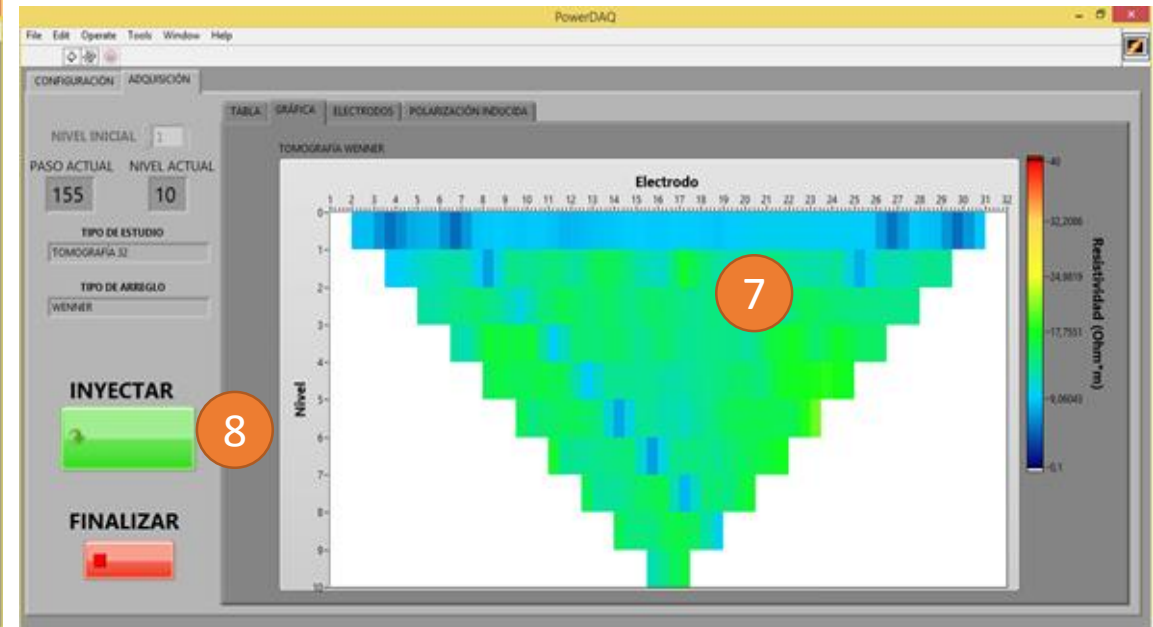 PowerDAQ
File Edit Operate Tools Window Help
CONFIGURACIÓN ADQUISICIÓN
TABLA GRÁFICA ELECTRODOS POLARIZACIÓN INDUCIDA
NIVEL INICIAL 1
PASO ACTUAL NIVEL ACTUAL
155 10
TIPO DE ESTUDIO
TOMOGRAFÍA 32
TIPO DE ARREGLO
WENNER
INYECTAR
8
FINALIZAR
TOMOGRAFÍA WENNER
Electrodo
1 2 3 4 5 6 7 8 9 10 11 12 13 14 15 16 17 18 19 20 21 22 23 24 25 26 27 28 29 30 31 32
Nivel
0
1
2
3
4
5
6
7
8
9
10
7
40
32,2086
24,9819
17,7551
9,06043
0,1
Resistividad (Ohm*m)